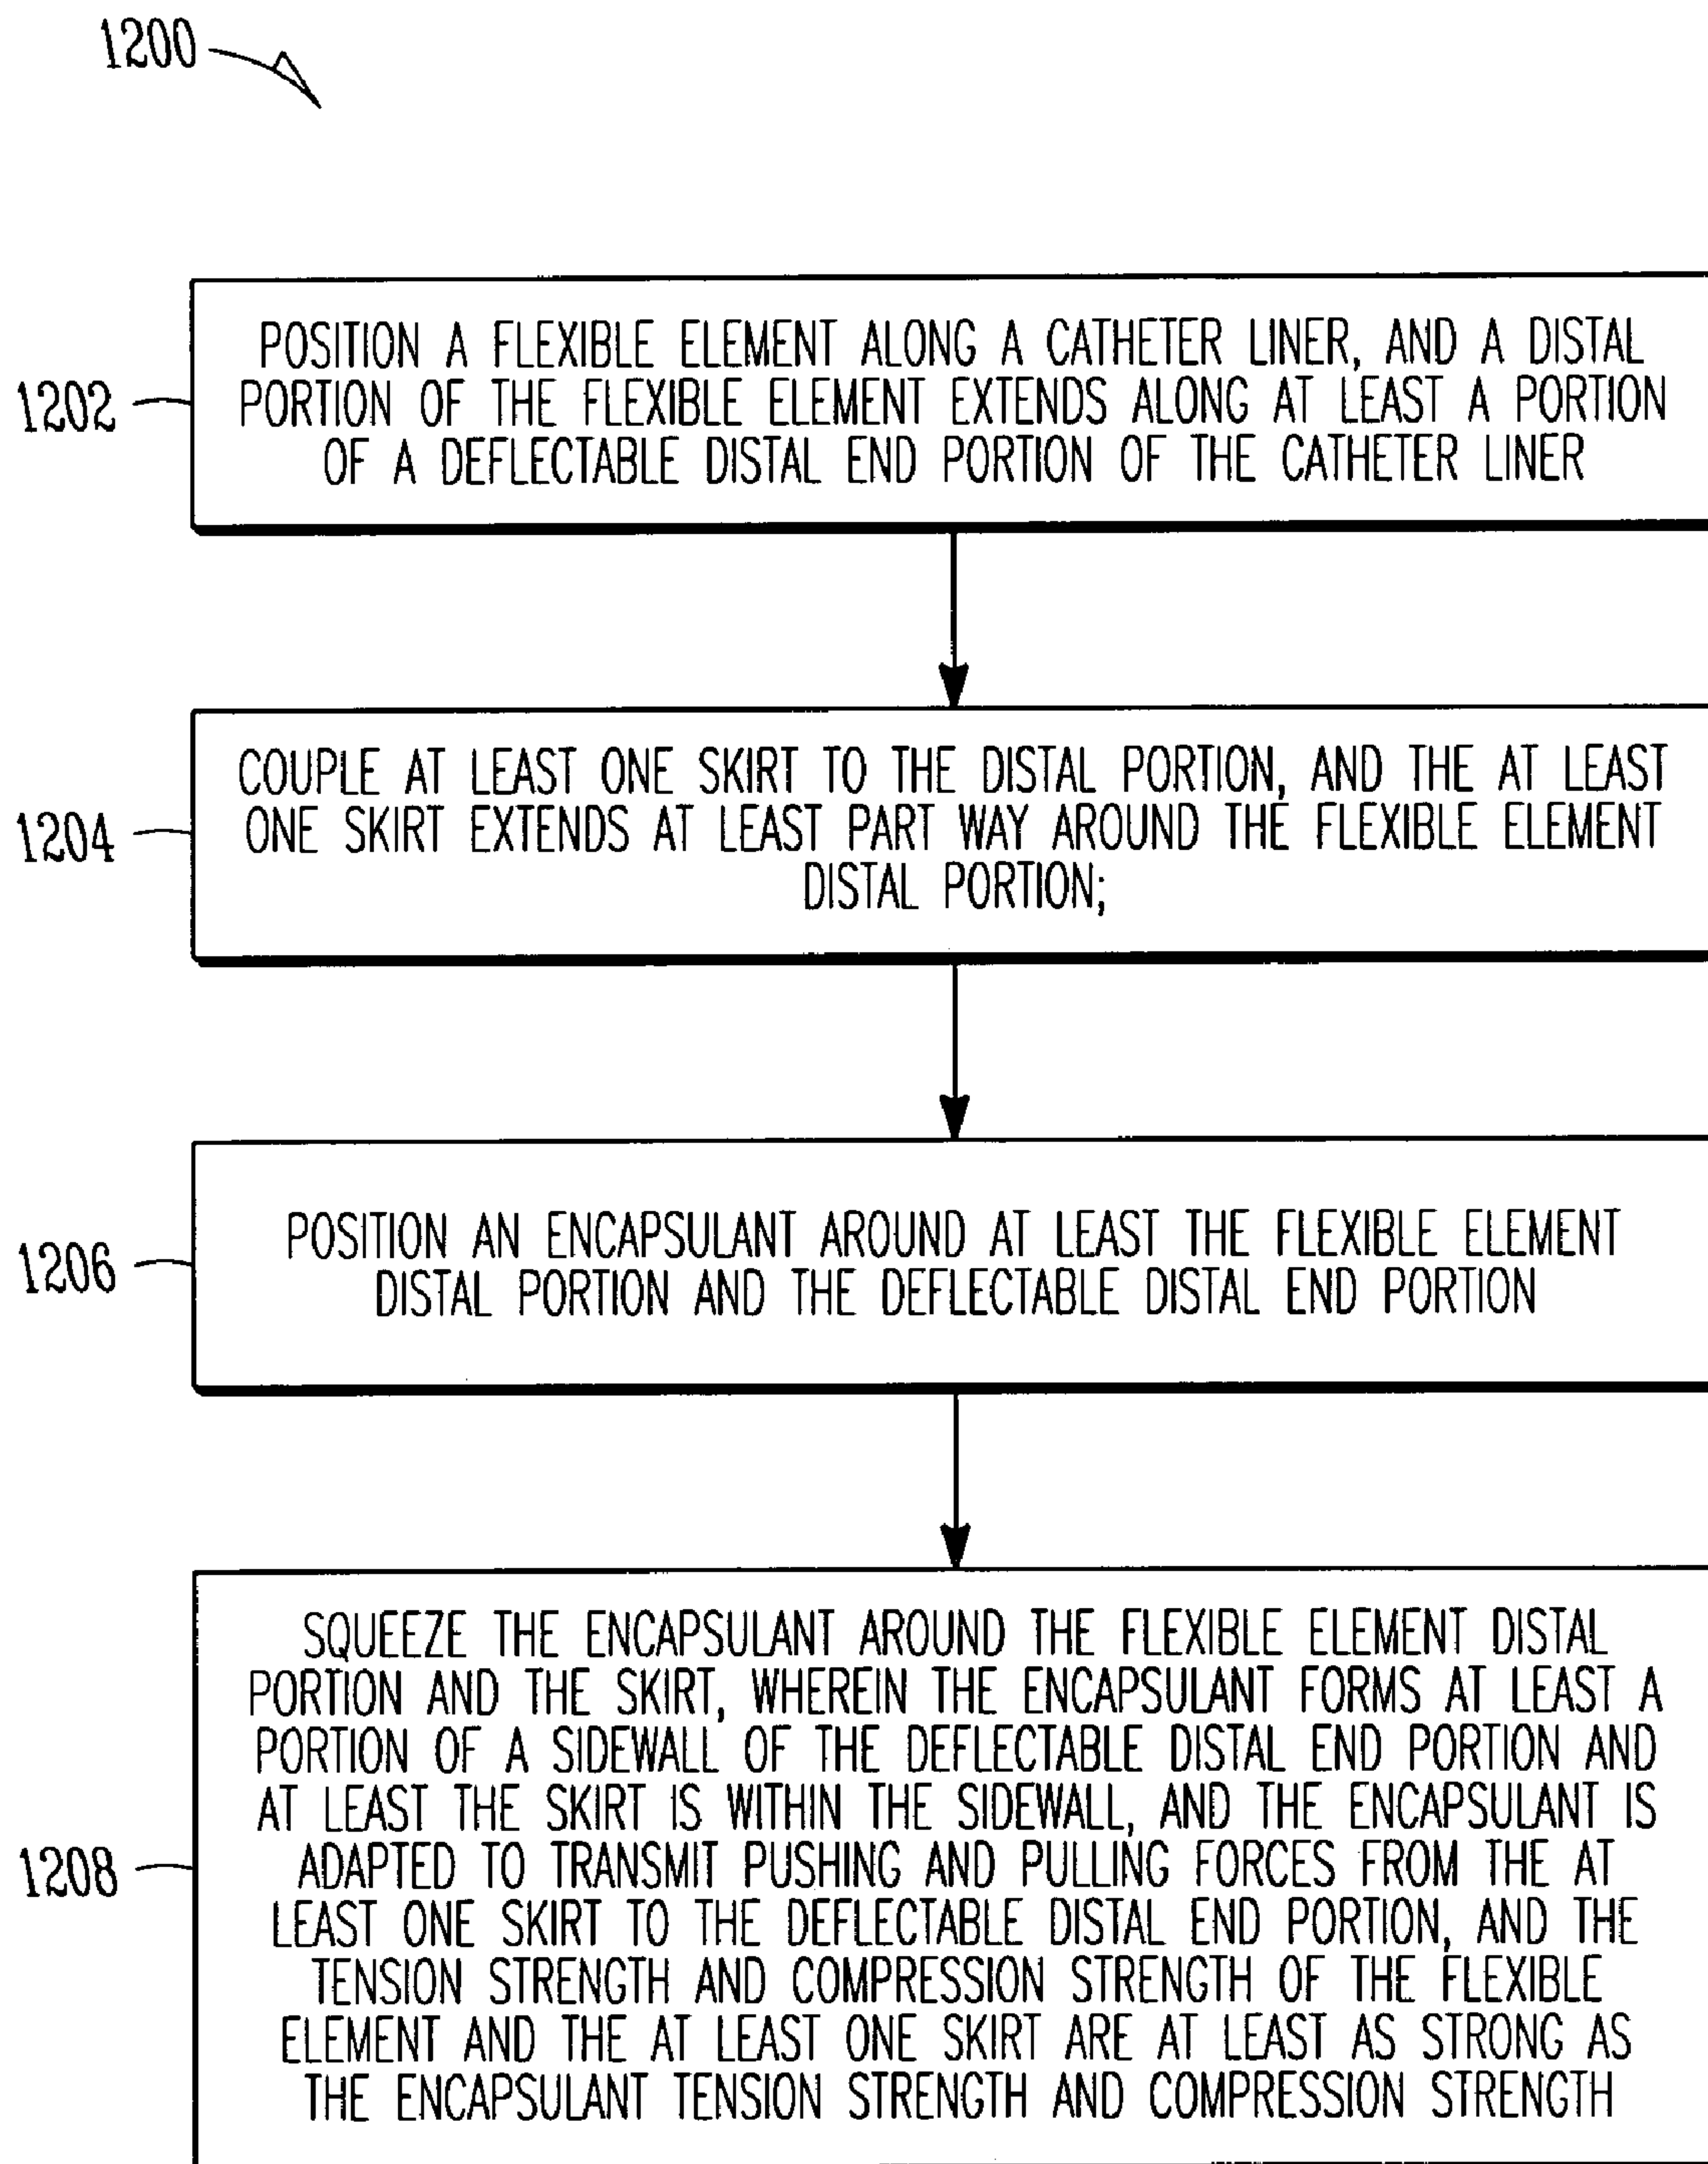 1200
1202
POSITION A FLEXIBLE ELEMENT ALONG A CATHETER LINER, AND A DISTAL
PORTION OF THE FLEXIBLE ELEMENT EXTENDS ALONG AT LEAST A PORTION
OF A DEFLECTABLE DISTAL END PORTION OF THE CATHETER LINER
1204
COUPLE AT LEAST ONE SKIRT TO THE DISTAL PORTION, AND THE AT LEAST
ONE SKIRT EXTENDS AT LEAST PART WAY AROUND THE FLEXIBLE ELEMENT
DISTAL PORTION;
1206
POSITION AN ENCAPSULANT AROUND AT LEAST THE FLEXIBLE ELEMENT
DISTAL PORTION AND THE DEFLECTABLE DISTAL END PORTION
1208
SQUEEZE THE ENCAPSULANT AROUND THE FLEXIBLE ELEMENT DISTAL
PORTION AND THE SKIRT, WHEREIN THE ENCAPSULANT FORMS AT LEAST A
PORTION OF A SIDEWALL OF THE DEFLECTABLE DISTAL END PORTION AND
AT LEAST THE SKIRT IS WITHIN THE SIDEWALL, AND THE ENCAPSULANT IS
ADAPTED TO TRANSMIT PUSHING AND PULLING FORCES FROM THE AT
LEAST ONE SKIRT TO THE DEFLECTABLE DISTAL END PORTION, AND THE
TENSION STRENGTH AND COMPRESSION STRENGTH OF THE FLEXIBLE
ELEMENT AND THE AT LEAST ONE SKIRT ARE AT LEAST AS STRONG AS
THE ENCAPSULANT TENSION STRENGTH AND COMPRESSION STRENGTH